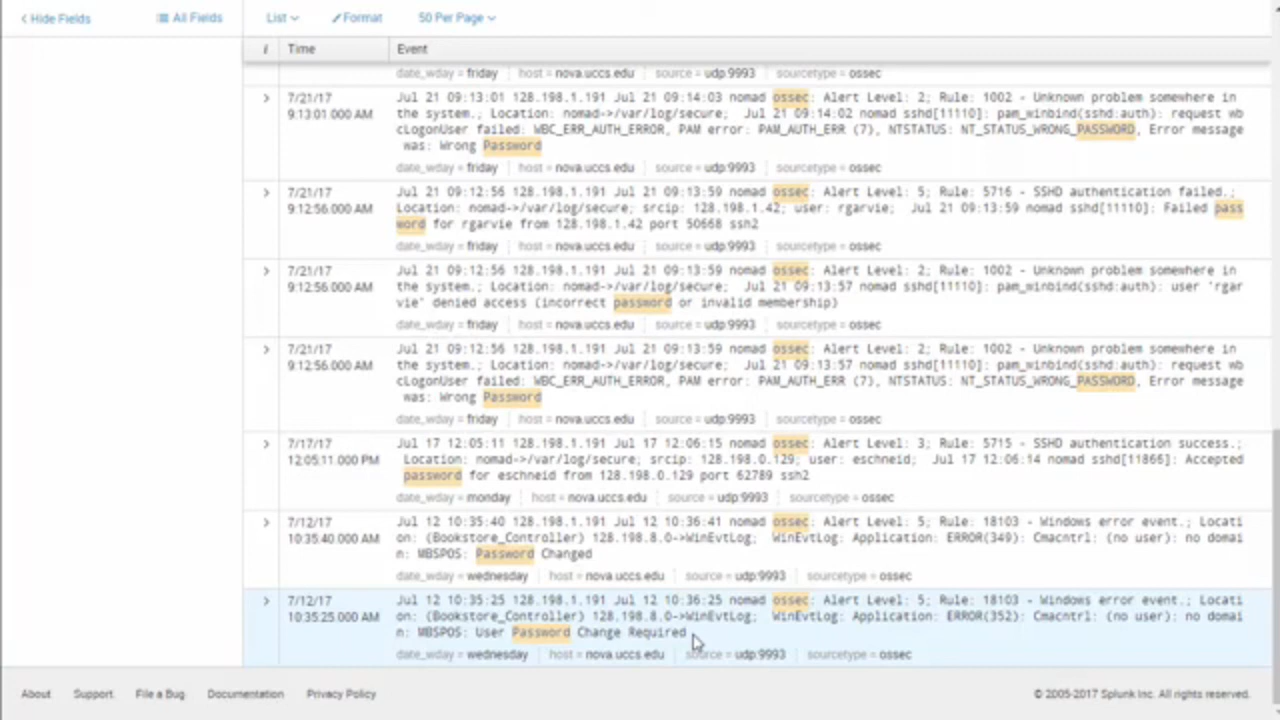 < Hide Fields
All Fields
List
Format
50 Per Page
i
Time
Event
date_wday = friday host = nova.uccs.edu source = udp:9993 sourcetype = ossec
7/21/17
9:13:01.000 AM
Jul 21 09:13:01 128.198.1.191 Jul 21 09:14:03 nomad ossec: Alert Level: 2; Rule: 1002 - Unknown problem somewhere in
the system.; Location: nomad->/var/log/secure; Jul 21 09:14:02 nomad sshd[11110]: pam_winbind(sshd:auth): request wb
cLogonUser failed: WBC_ERR_AUTH_ERROR, PAM error: PAM_AUTH_ERR (7), NTSTATUS: NT_STATUS_WRONG_PASSWORD, Error message
was: Wrong Password
date_wday = friday host = nova.uccs.edu source = udp:9993 sourcetype = ossec
7/21/17
9:12:56.000 AM
Jul 21 09:12:56 128.198.1.191 Jul 21 09:13:59 nomad ossec: Alert Level: 5; Rule: 5716 - SSHD authentication failed.;
Location: nomad->/var/log/secure; srcip: 128.198.1.42; user: rgarvie; Jul 21 09:13:59 nomad sshd[11110]: Failed pass
word for rgarvie from 128.198.1.42 port 50668 ssh2
date_wday = friday host = nova.uccs.edu source = udp:9993 sourcetype = ossec
7/21/17
9:12:56.000 AM
Jul 21 09:12:56 128.198.1.191 Jul 21 09:13:59 nomad ossec: Alert Level: 2; Rule: 1002 - Unknown problem somewhere in
the system.; Location: nomad->/var/log/secure; Jul 21 09:13:57 nomad sshd[11110]: pam_winbind(sshd:auth): user 'rgar
vie' denied access (incorrect password or invalid membership)
date_wday = friday host = nova.uccs.edu source = udp:9993 sourcetype = ossec
7/21/17
9:12:56.000 AM
Jul 21 09:12:56 128.198.1.191 Jul 21 09:13:59 nomad ossec: Alert Level: 2; Rule: 1002 - Unknown problem somewhere in
the system.; Location: nomad->/var/log/secure; Jul 21 09:13:57 nomad sshd[11110]: pam_winbind(sshd:auth): request wb
cLogonUser failed: WBC_ERR_AUTH_ERROR, PAM error: PAM_AUTH_ERR (7), NTSTATUS: NT_STATUS_WRONG_PASSWORD, Error message
was: Wrong Password
date_wday = friday host = nova.uccs.edu source = udp:9993 sourcetype = ossec
7/17/17
12:05:11.000 PM
Jul 17 12:05:11 128.198.1.191 Jul 17 12:06:15 nomad ossec: Alert Level: 3; Rule: 5715 - SSHD authentication success.;
Location: nomad->/var/log/secure; srcip: 128.198.0.129; user: eschneid; Jul 17 12:06:14 nomad sshd[11866]: Accepted
password for eschneid from 128.198.0.129 port 62789 ssh2
date_wday = monday host = nova.uccs.edu source = udp:9993 sourcetype = ossec
7/12/17
10:35:40.000 AM
Jul 12 10:35:40 128.198.1.191 Jul 12 10:36:41 nomad ossec: Alert Level: 5; Rule: 18103 - Windows error event.; Locati
on: (Bookstore_Controller) 128.198.8.0->WinEvtLog; WinEvtLog: Application: ERROR(349): Cmacntrl: (no user): no domai
n: MBSPOS: Password Changed
date_wday = wednesday host = nova.uccs.edu source = udp:9993 sourcetype = ossec
7/12/17
10:35:25.000 AM
Jul 12 10:35:25 128.198.1.191 Jul 12 10:36:25 nomad ossec: Alert Level: 5; Rule: 18103 - Windows error event.; Locati
on: (Bookstore_Controller) 128.198.8.0->WinEvtLog; WinEvtLog: Application: ERROR(352): Cmacntrl: (no user): no domai
n: MBSPOS: User Password Change Required
date_wday = wednesday host = nova.uccs.edu source = udp:9993 sourcetype = ossec
About Support File a Bug Documentation Privacy Policy
© 2005-2017 Splunk Inc. All rights reserved.